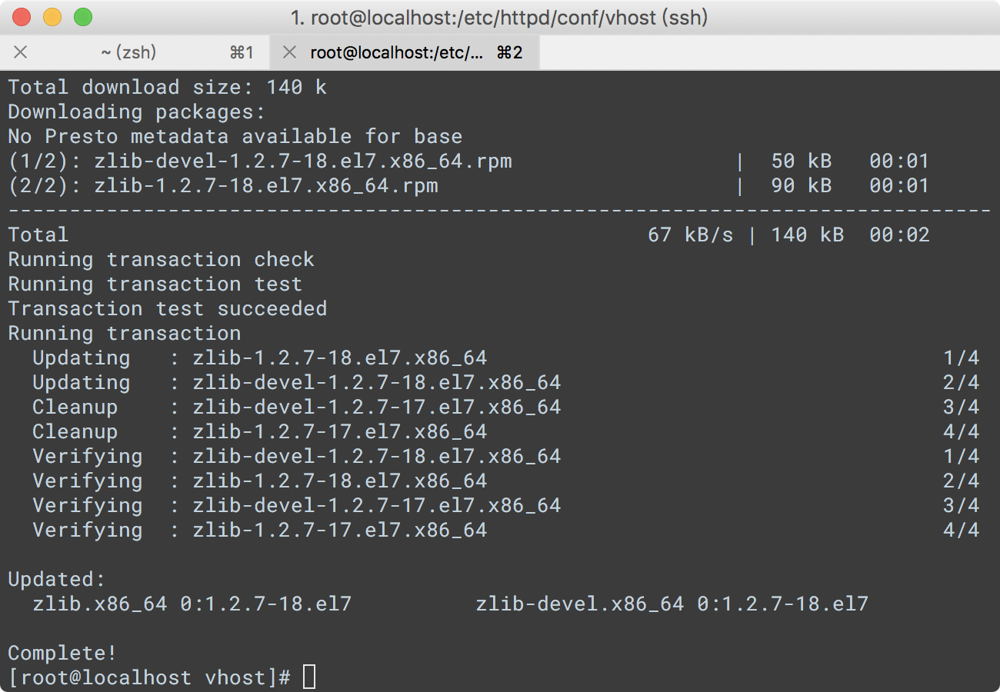 1. root@localhost:/etc/httpd/conf/vhost (ssh)
~ (zsh) ⌘1 root@localhost:/etc/... ⌘2
Total download size: 140 k
Downloading packages:
No Presto metadata available for base
(1/2): zlib-devel-1.2.7-18.el7.x86_64.rpm | 50 kB 00:01
(2/2): zlib-1.2.7-18.el7.x86_64.rpm | 90 kB 00:01
--------------------------------------------------------------------------------
Total 67 kB/s | 140 kB 00:02
Running transaction check
Running transaction test
Transaction test succeeded
Running transaction
Updating : zlib-1.2.7-18.el7.x86_64 1/4
Updating : zlib-devel-1.2.7-18.el7.x86_64 2/4
Cleanup : zlib-devel-1.2.7-17.el7.x86_64 3/4
Cleanup : zlib-1.2.7-17.el7.x86_64 4/4
Verifying : zlib-devel-1.2.7-18.el7.x86_64 1/4
Verifying : zlib-1.2.7-18.el7.x86_64 2/4
Verifying : zlib-devel-1.2.7-17.el7.x86_64 3/4
Verifying : zlib-1.2.7-17.el7.x86_64 4/4
Updated:
zlib.x86_64 0:1.2.7-18.el7 zlib-devel.x86_64 0:1.2.7-18.el7
Complete!
[root@localhost vhost]#